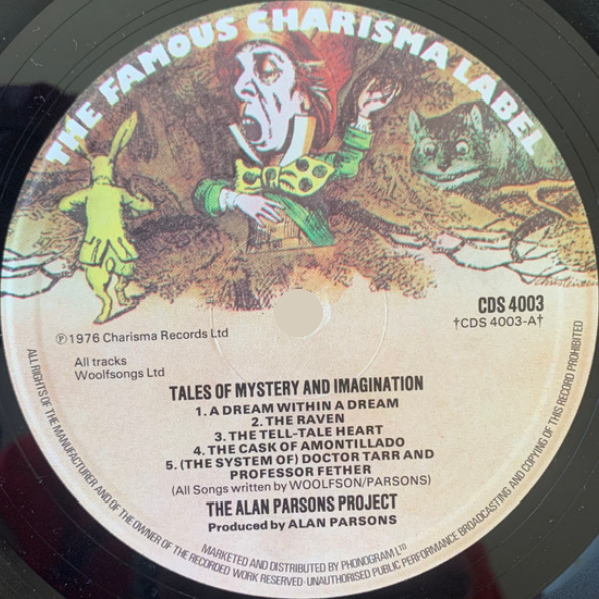 THE FAMOUS CHARISMA LABEL
CDS 4003
†CDS 4003-A†
Ⓟ1976 Charisma Records Ltd
All tracks
Woolfsongs Ltd
TALES OF MYSTERY AND IMAGINATION
1. A DREAM WITHIN A DREAM
2. THE RAVEN
3. THE TELL-TALE HEART
4. THE CASK OF AMONTILLADO
5. (THE SYSTEM OF) DOCTOR TARR AND
PROFESSOR FETHER
(All Songs written by WOOLFSON/PARSONS)
THE ALAN PARSONS PROJECT
Produced by ALAN PARSONS
MARKETED AND DISTRIBUTED BY PHONOGRAM LTD
ALL RIGHTS OF THE MANUFACTURER AND OF THE OWNER OF THE RECORDED WORK RESERVED · UNAUTHORISED PUBLIC PERFORMANCE BROADCASTING AND COPYING OF THIS RECORD PROHIBITED